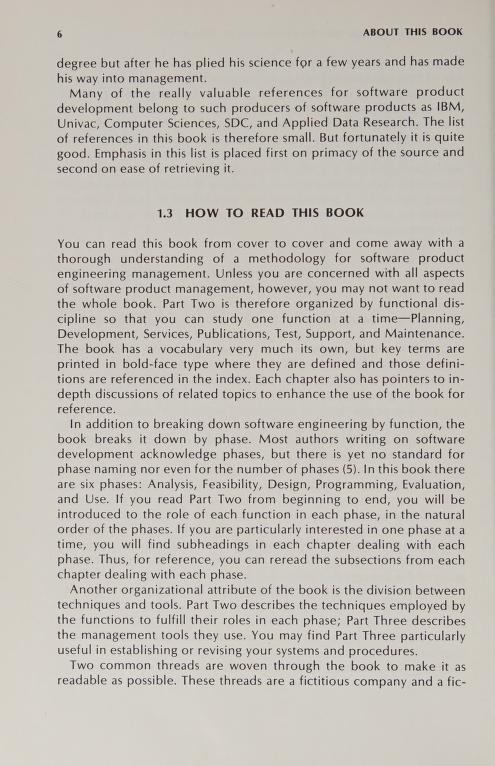 6
ABOUT THIS BOOK
degree but after he has plied his science for a few years and has made
his way into management.
Many of the really valuable references for software product
development belong to such producers of software products as IBM,
Univac, Computer Sciences, SDC, and Applied Data Research. The list
of references in this book is therefore small. But fortunately it is quite
good. Emphasis in this list is placed first on primacy of the source and
second on ease of retrieving it.
1.3 HOW TO READ THIS BOOK
You can read this book from cover to cover and come away with a
thorough understanding of a methodology for software product
engineering management. Unless you are concerned with all aspects
of software product management, however, you may not want to read
the whole book. Part Two is therefore organized by functional dis-
cipline so that you can study one function at a time—Planning,
Development, Services, Publications, Test, Support, and Maintenance.
The book has a vocabulary very much its own, but key terms are
printed in bold-face type where they are defined and those defini-
tions are referenced in the index. Each chapter also has pointers to in-
depth discussions of related topics to enhance the use of the book for
reference.
In addition to breaking down software engineering by function, the
book breaks it down by phase. Most authors writing on software
development acknowledge phases, but there is yet no standard for
phase naming nor even for the number of phases (5). In this book there
are six phases: Analysis, Feasibility, Design, Programming, Evaluation,
and Use. If you read Part Two from beginning to end, you will be
introduced to the role of each function in each phase, in the natural
order of the phases. If you are particularly interested in one phase at a
time, you will find subheadings in each chapter dealing with each
phase. Thus, for reference, you can reread the subsections from each
chapter dealing with each phase.
Another organizational attribute of the book is the division between
techniques and tools. Part Two describes the techniques employed by
the functions to fulfill their roles in each phase; Part Three describes
the management tools they use. You may find Part Three particularly
useful in establishing or revising your systems and procedures.
Two common threads are woven through the book to make it as
readable as possible. These threads are a fictitious company and a fic-